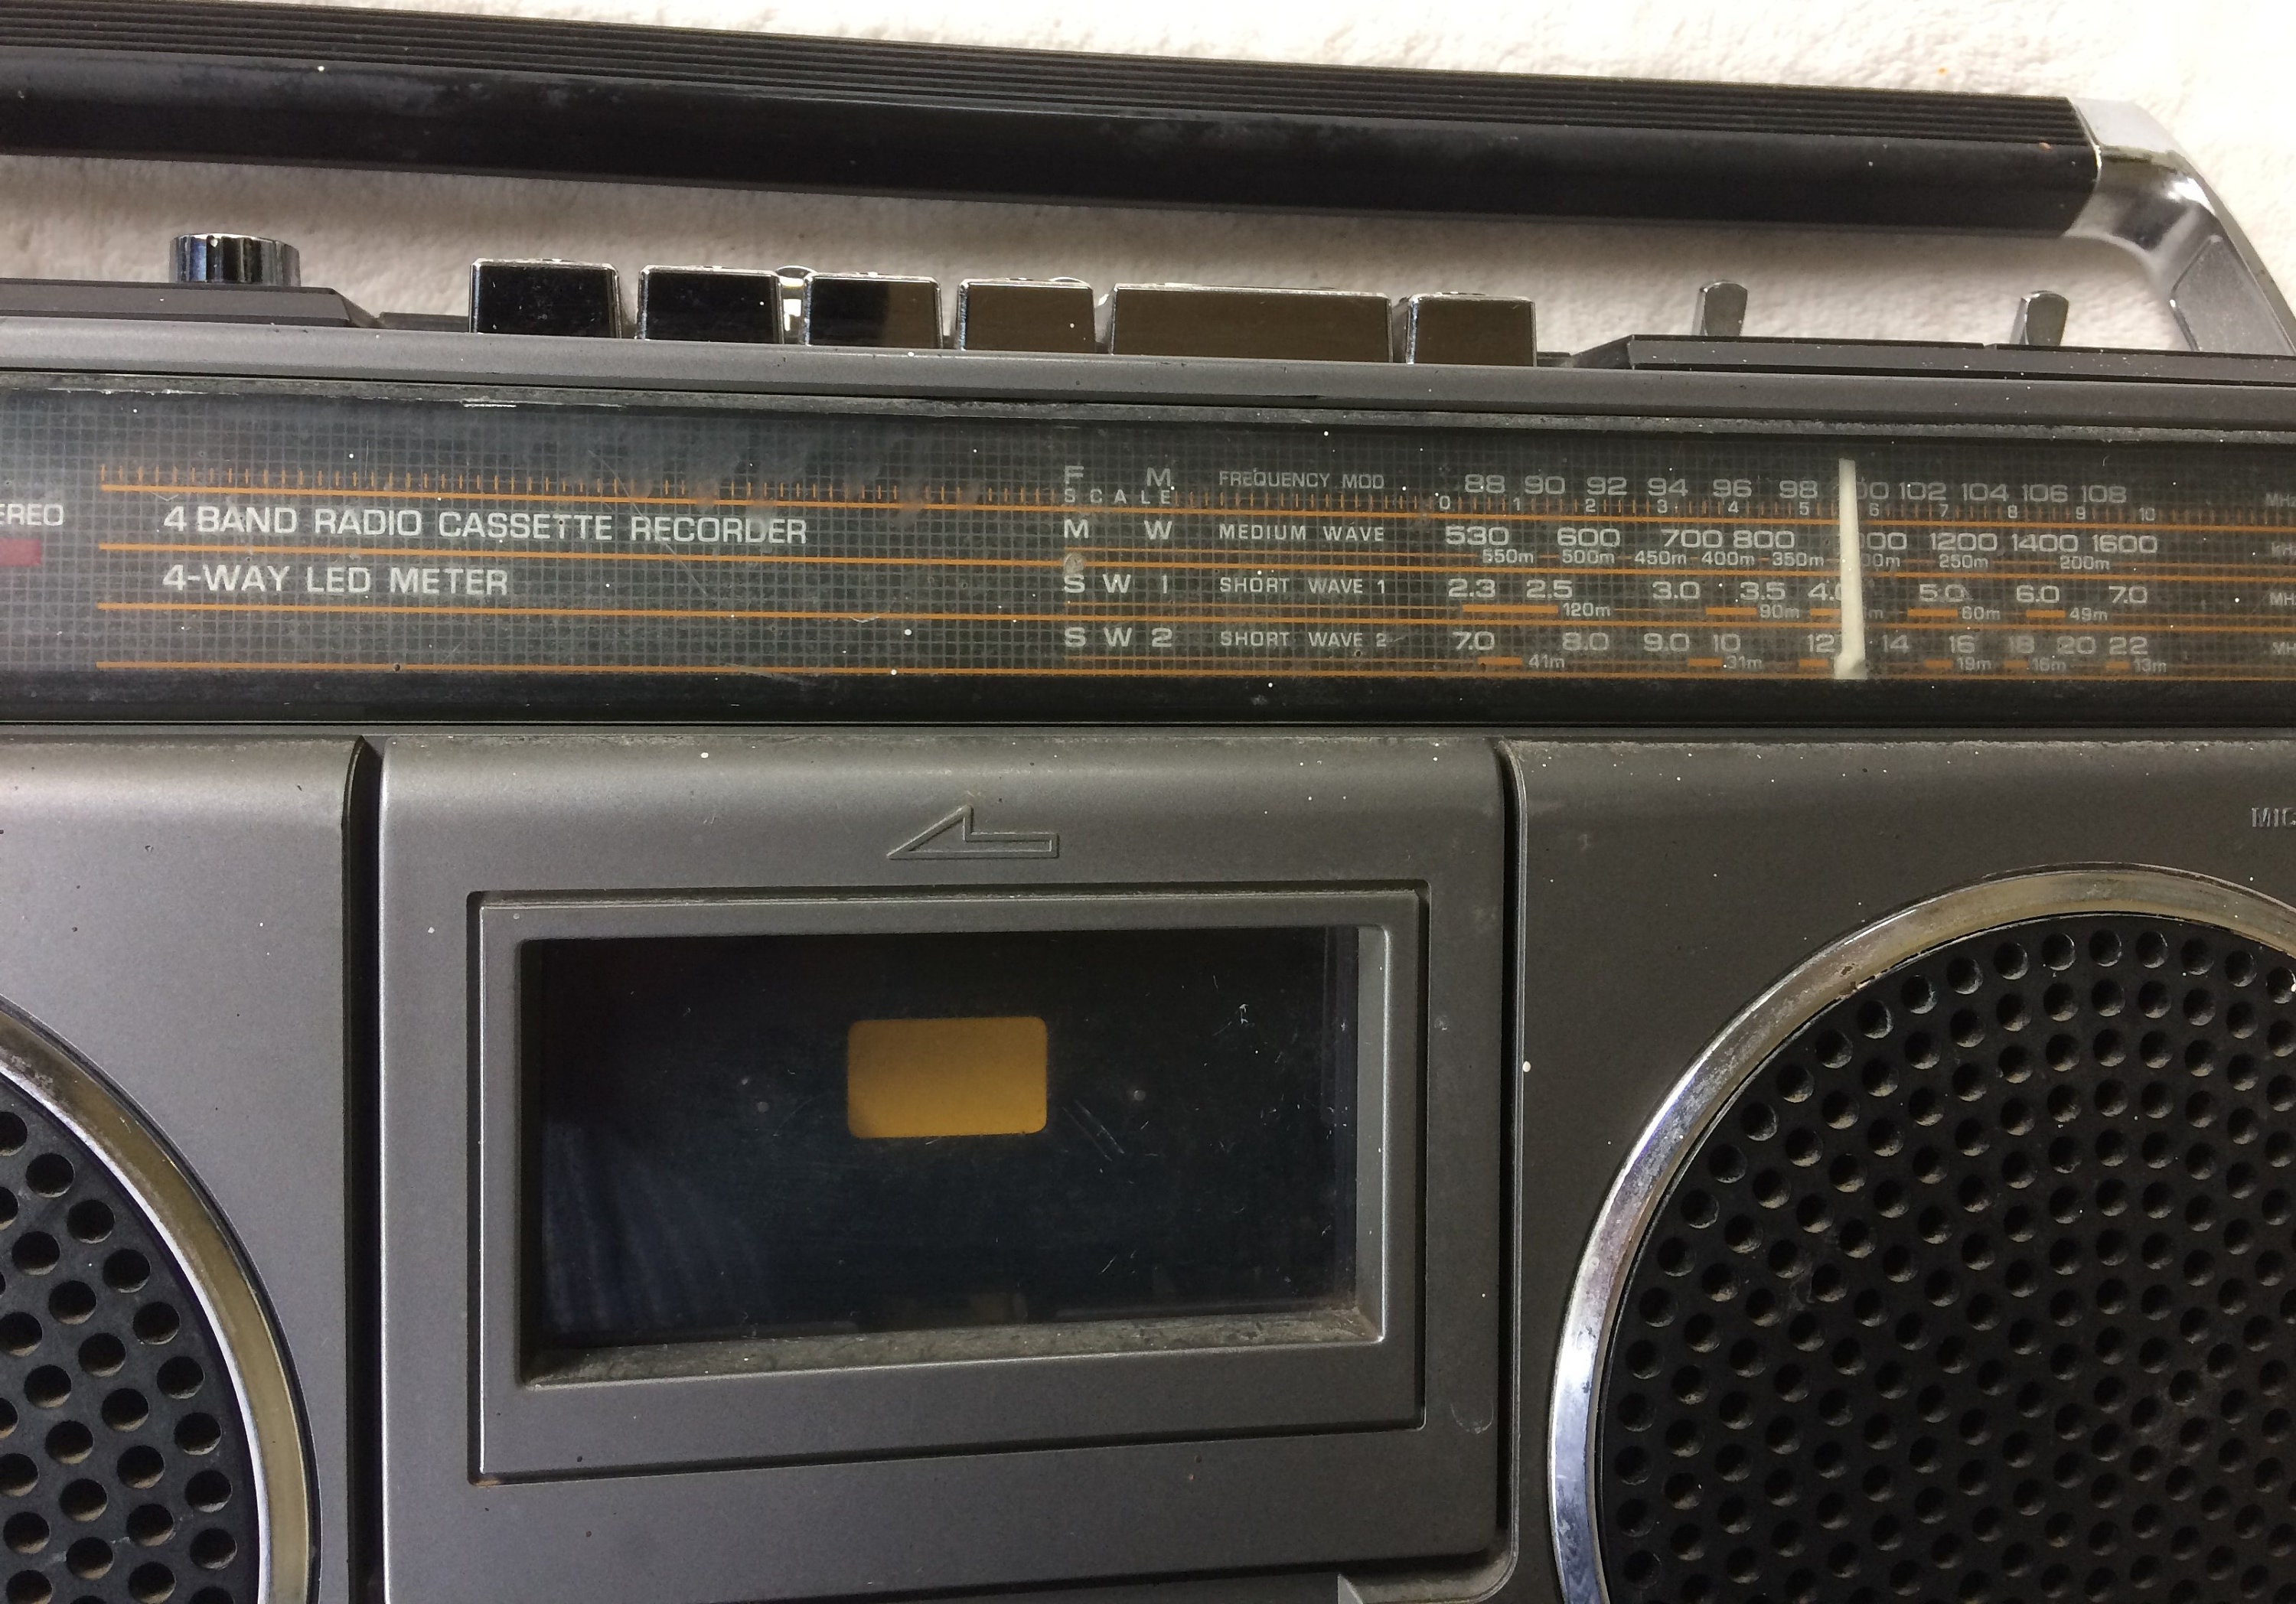 4 BAND RADIO CASSETTE RECORDER
4-WAY LED METER
F M FREQUENCY MOD 88 90 92 94 96 98 102 104 106 108
SCALE 0 1 2 3 4 5 6 7 8 9 10
M W MEDIUM WAVE 530 600 700 800 1200 1400 1600
550m 500m 450m 400m 350m 250m 200m
S W 1 SHORT WAVE 1 2.3 2.5 3.0 3.5 5.0 6.0 7.0
120m 90m 60m 49m
S W 2 SHORT WAVE 2 7.0 8.0 9.0 10 12 14 16 18 20 22
41m 31m 19m 16m 13m